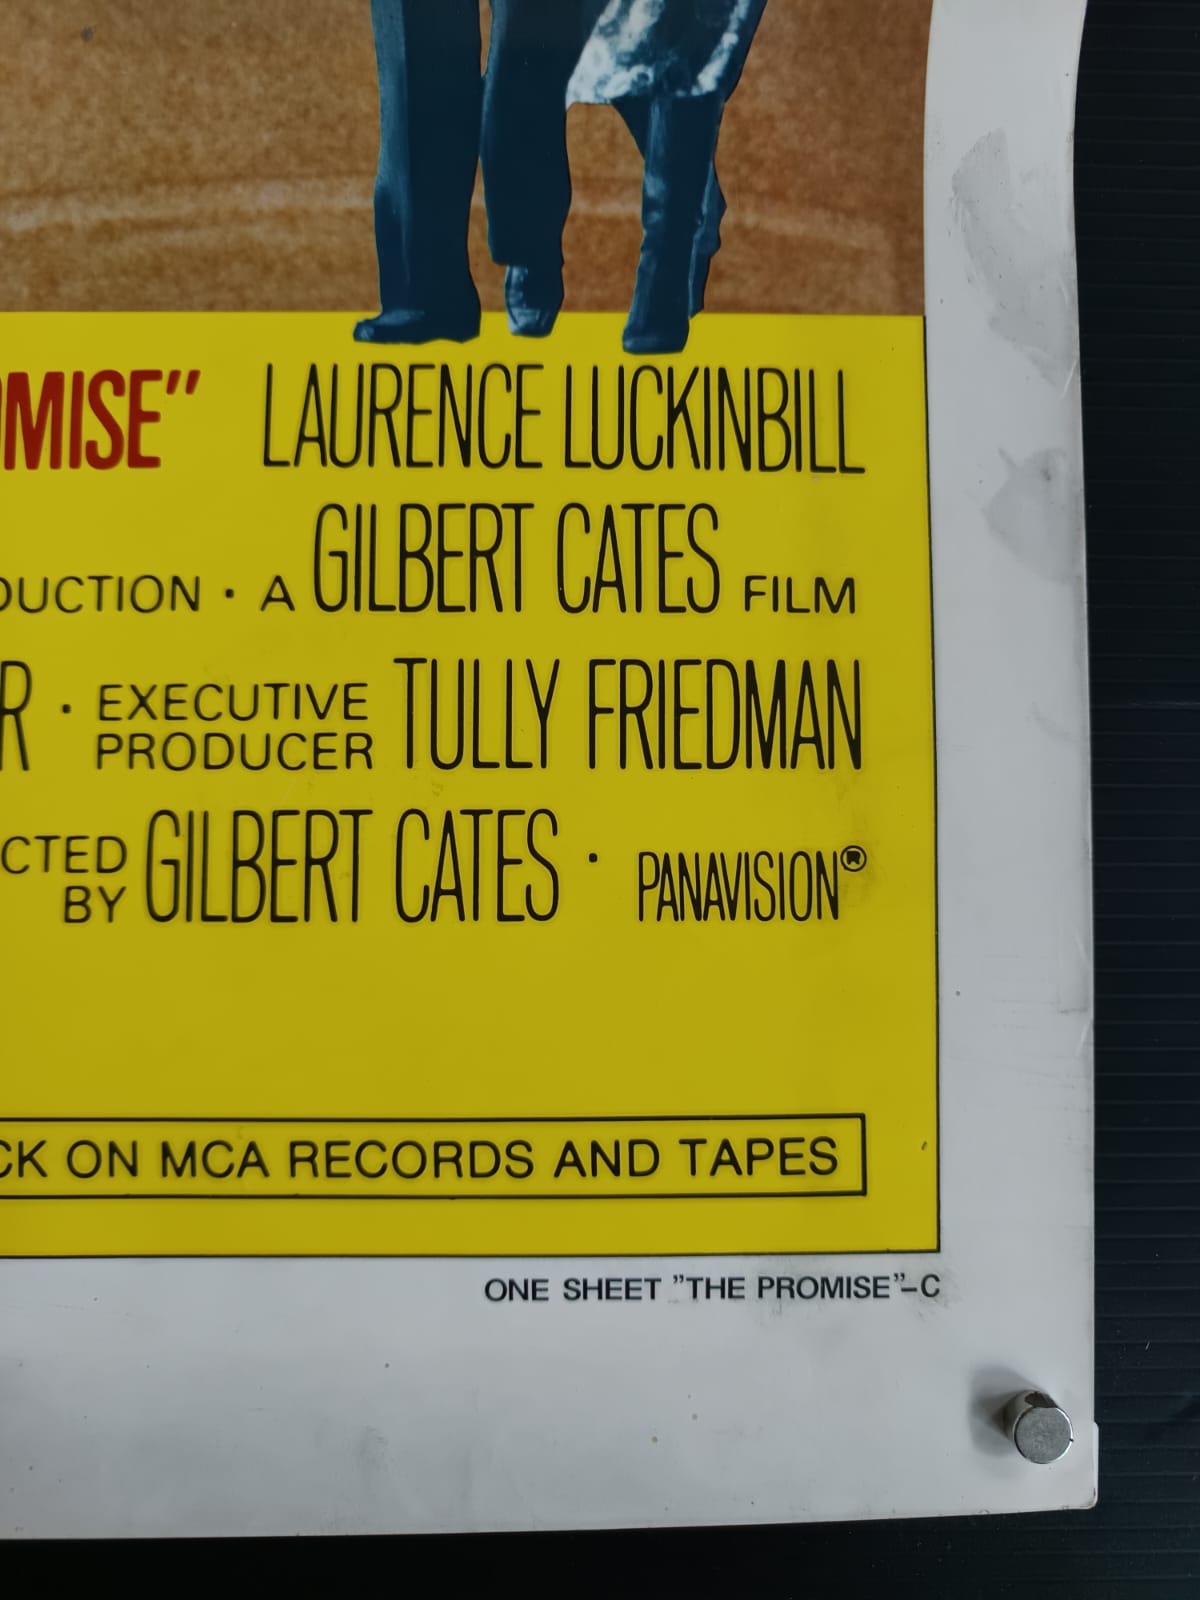 OMISE” LAURENCE LUCKINBILL
DUCTION · A GILBERT CATES FILM
R · EXECUTIVE PRODUCER TULLY FRIEDMAN
CTED BY GILBERT CATES · PANAVISION®
CK ON MCA RECORDS AND TAPES
ONE SHEET ”THE PROMISE”–C